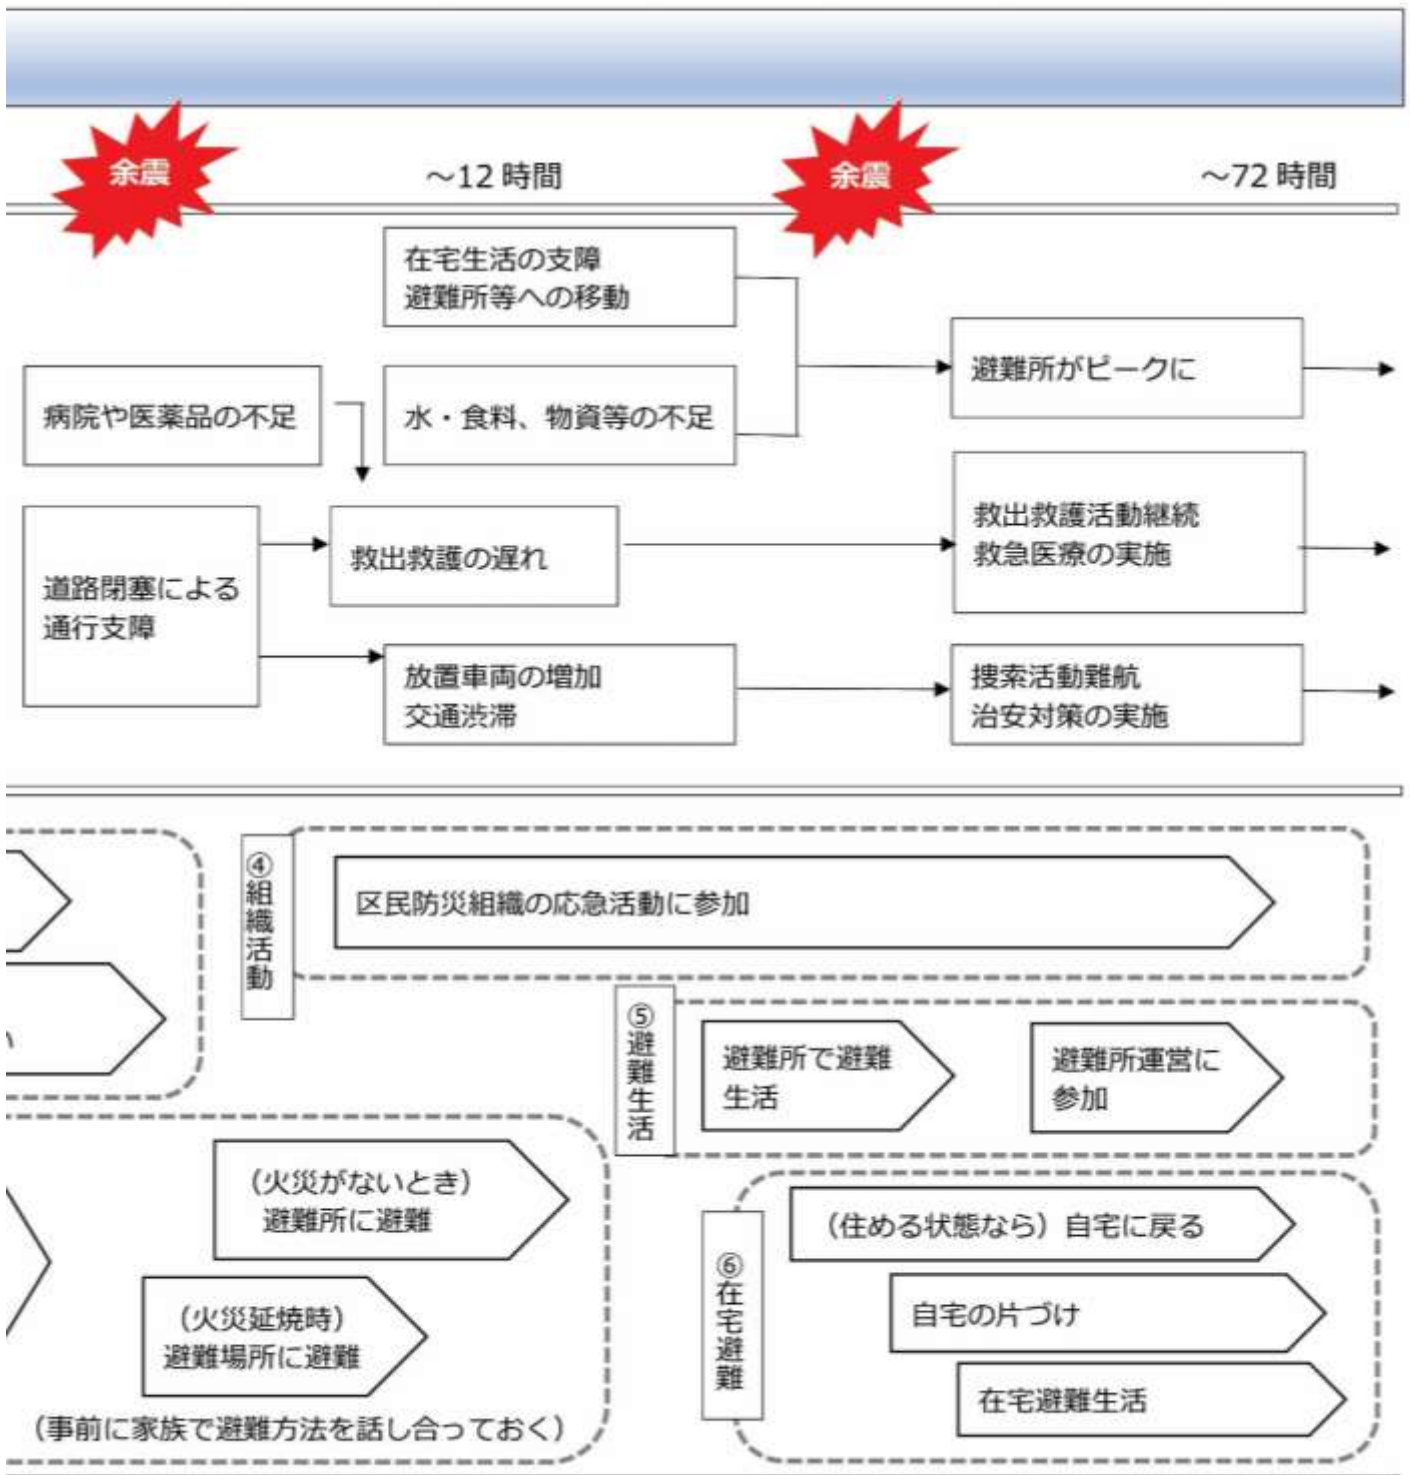 余震
～12 時間
余震
～72 時間
在宅生活の支障
避難所等への移動
避難所がピークに
病院や医薬品の不足
水・食料、物資等の不足
道路閉塞による
通行支障
救出救護の遅れ
救出救護活動継続
救急医療の実施
放置車両の増加
交通渋滞
捜索活動難航
治安対策の実施
④組織活動
区民防災組織の応急活動に参加
⑤避難生活
避難所で避難
生活
避難所運営に
参加
（火災がないとき）
避難所に避難
（火災延焼時）
避難場所に避難
（事前に家族で避難方法を話し合っておく）
⑥在宅避難
（住める状態なら）自宅に戻る
自宅の片づけ
在宅避難生活